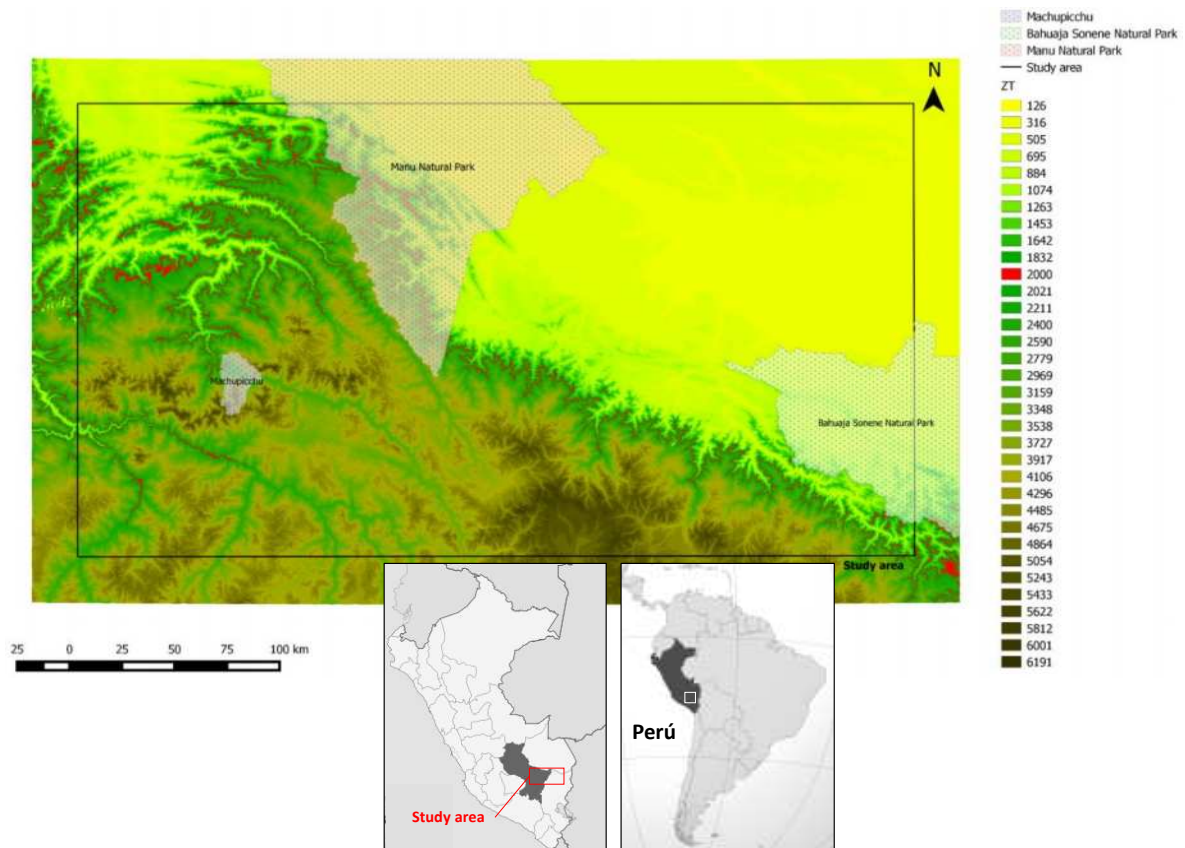 Machupicchu
Bahuaja Sonene Natural Park
Manu Natural Park
Study area
N
ZT
126
316
505
695
884
1074
1263
1453
1642
1832
2000
2021
2211
2400
2590
2779
2969
3159
3348
3538
3727
3917
4106
4296
4485
4675
4864
5054
5243
5433
5622
5812
6001
6191
Manu Natural Park
Machupicchu
Bahuaja Sonene Natural Park
Study area
25 0 25 50 75 100 km
Study area
Perú